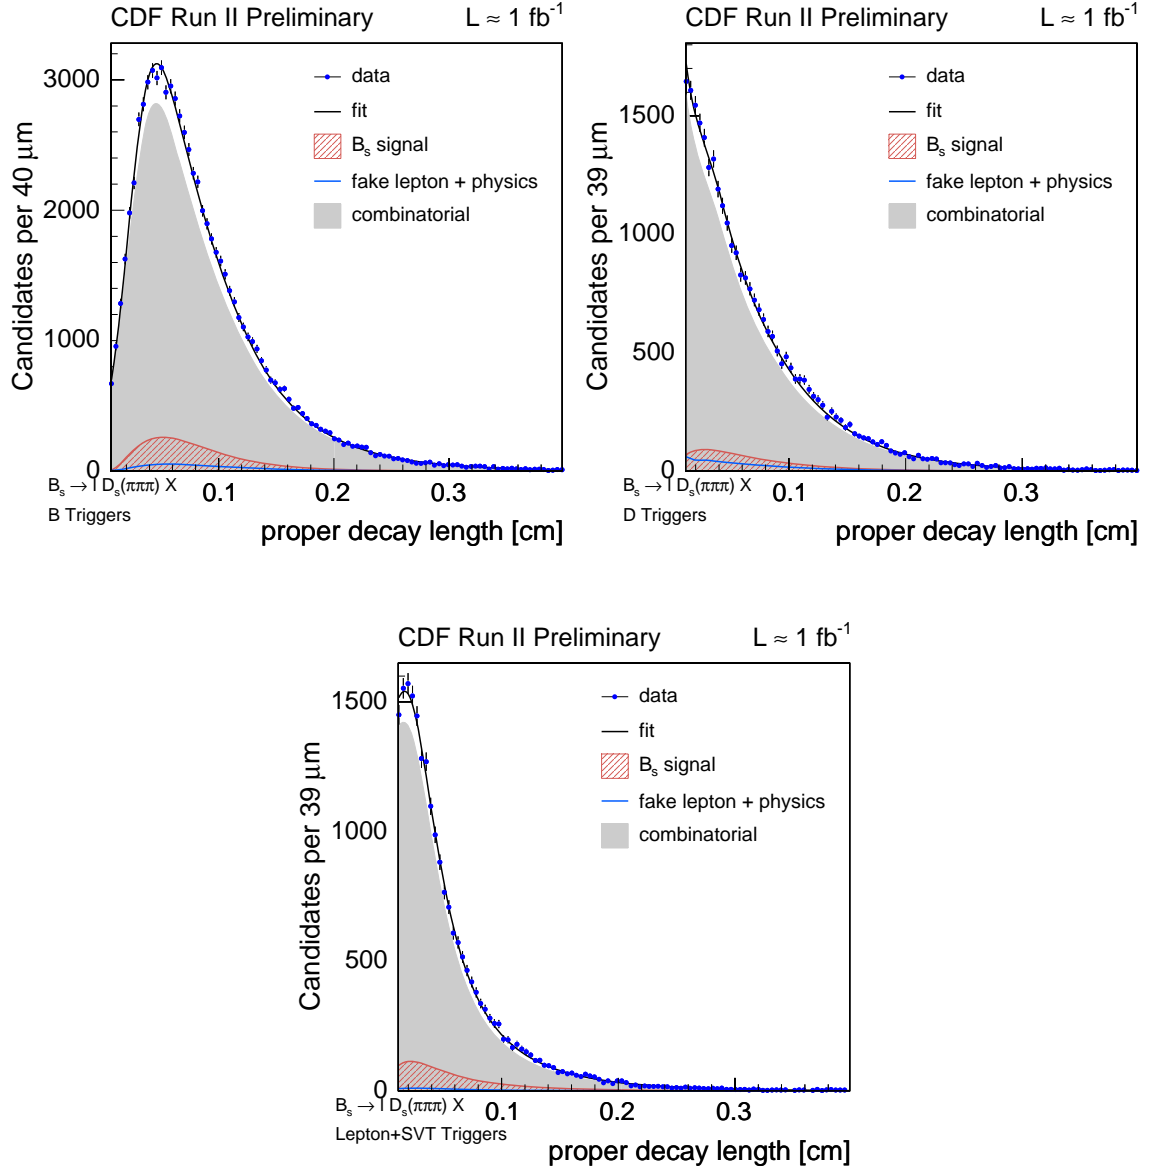 CDF Run II Preliminary L ≈ 1 fb⁻¹
3000
2000
1000
0
Candidates per 40 μm
data
fit
Bₛ signal
fake lepton + physics
combinatorial
0.1 0.2 0.3
Bₛ → l Dₛ(πππ) X
B Triggers
proper decay length [cm]
CDF Run II Preliminary L ≈ 1 fb⁻¹
1500
1000
500
0
Candidates per 39 μm
data
fit
Bₛ signal
fake lepton + physics
combinatorial
0.1 0.2 0.3
Bₛ → l Dₛ(πππ) X
D Triggers
proper decay length [cm]
CDF Run II Preliminary L ≈ 1 fb⁻¹
1500
1000
500
0
Candidates per 39 μm
data
fit
Bₛ signal
fake lepton + physics
combinatorial
0.1 0.2 0.3
Bₛ → l Dₛ(πππ) X
Lepton+SVT Triggers
proper decay length [cm]